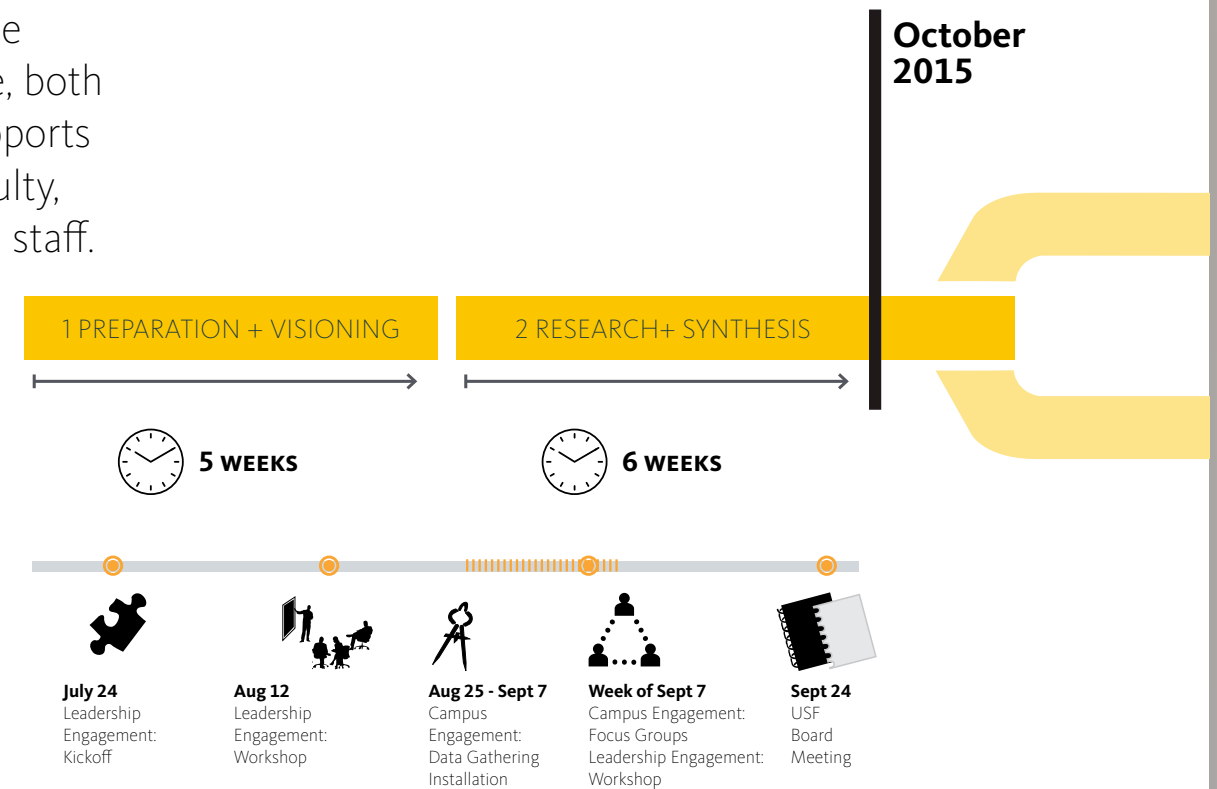 both
staff.
October
2015
1 PREPARATION + VISIONING
2 RESEARCH+ SYNTHESIS
5 WEEKS
6 WEEKS
July 24
Leadership
Engagement:
Kickoff
Aug 12
Leadership
Engagement:
Workshop
Aug 25 - Sept 7
Campus
Engagement:
Data Gathering
Installation
Week of Sept 7
Campus Engagement:
Focus Groups
Leadership Engagement:
Workshop
Sept 24
USF
Board
Meeting